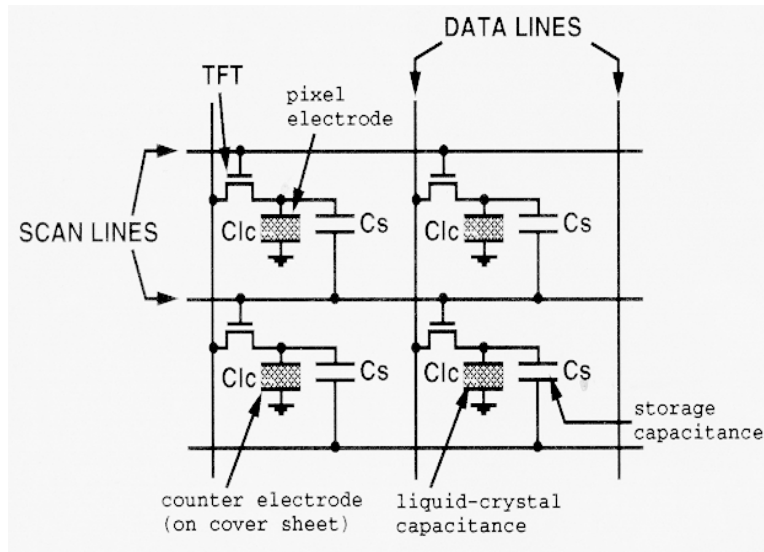 DATA LINES
TFT
pixel
electrode
SCAN LINES
Clc
Cs
Clc
Cs
Clc
Cs
Clc
Cs
storage
capacitance
counter electrode
(on cover sheet)
liquid-crystal
capacitance